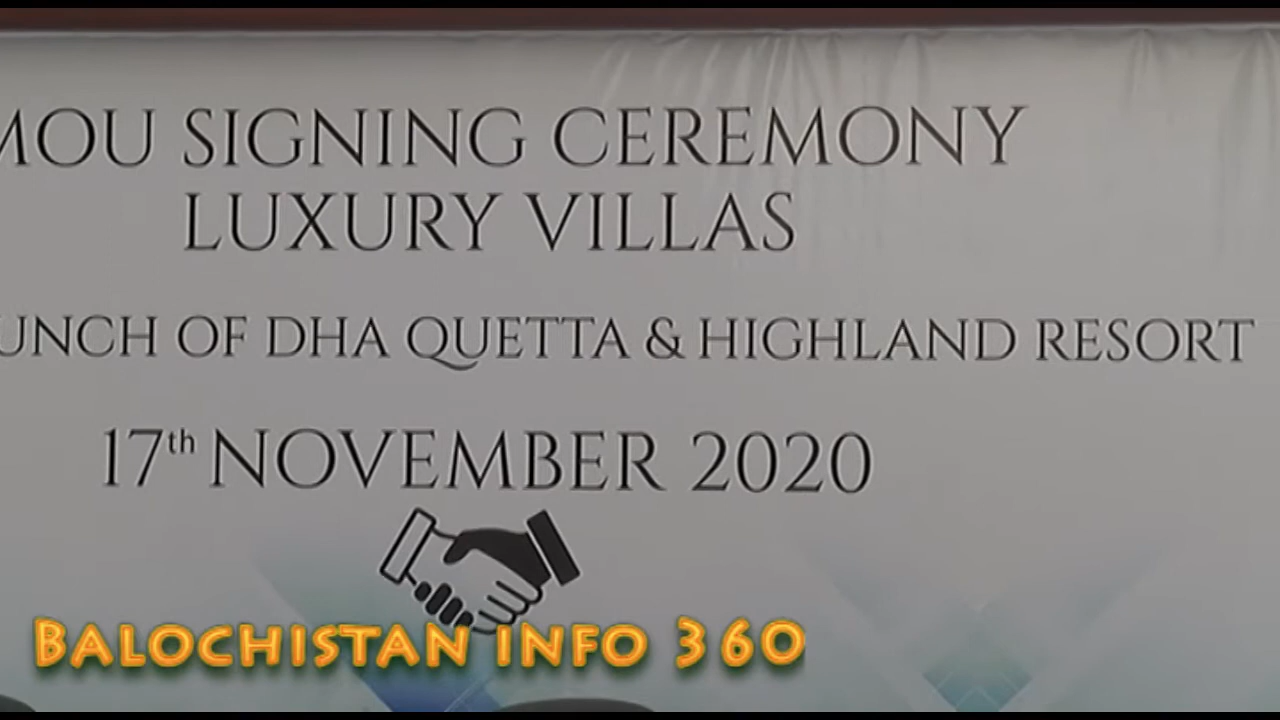 MOU SIGNING CEREMONY
LUXURY VILLAS
UNCH OF DHA QUETTA & HIGHLAND RESORT
17th NOVEMBER 2020
BALOCHISTAN INFO 360